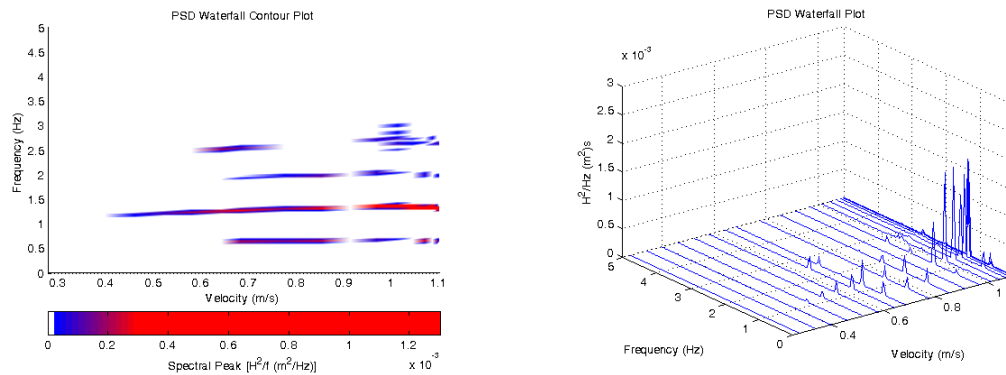 PSD Waterfall Contour Plot
5
4.5
4
3.5
3
2.5
2
1.5
1
0.5
0
Frequency (Hz)
0.3 0.4 0.5 0.6 0.7 0.8 0.9 1 1.1
Velocity (m/s)
0 0.2 0.4 0.6 0.8 1 1.2
Spectral Peak [H²/f (m²/Hz)]
x 10⁻³
PSD Waterfall Plot
x 10⁻³
3
2.5
2
1.5
1
0.5
0
H²/Hz (m²)s
5 4 3 2 1 0
Frequency (Hz)
0.4 0.6 0.8 1
Velocity (m/s)